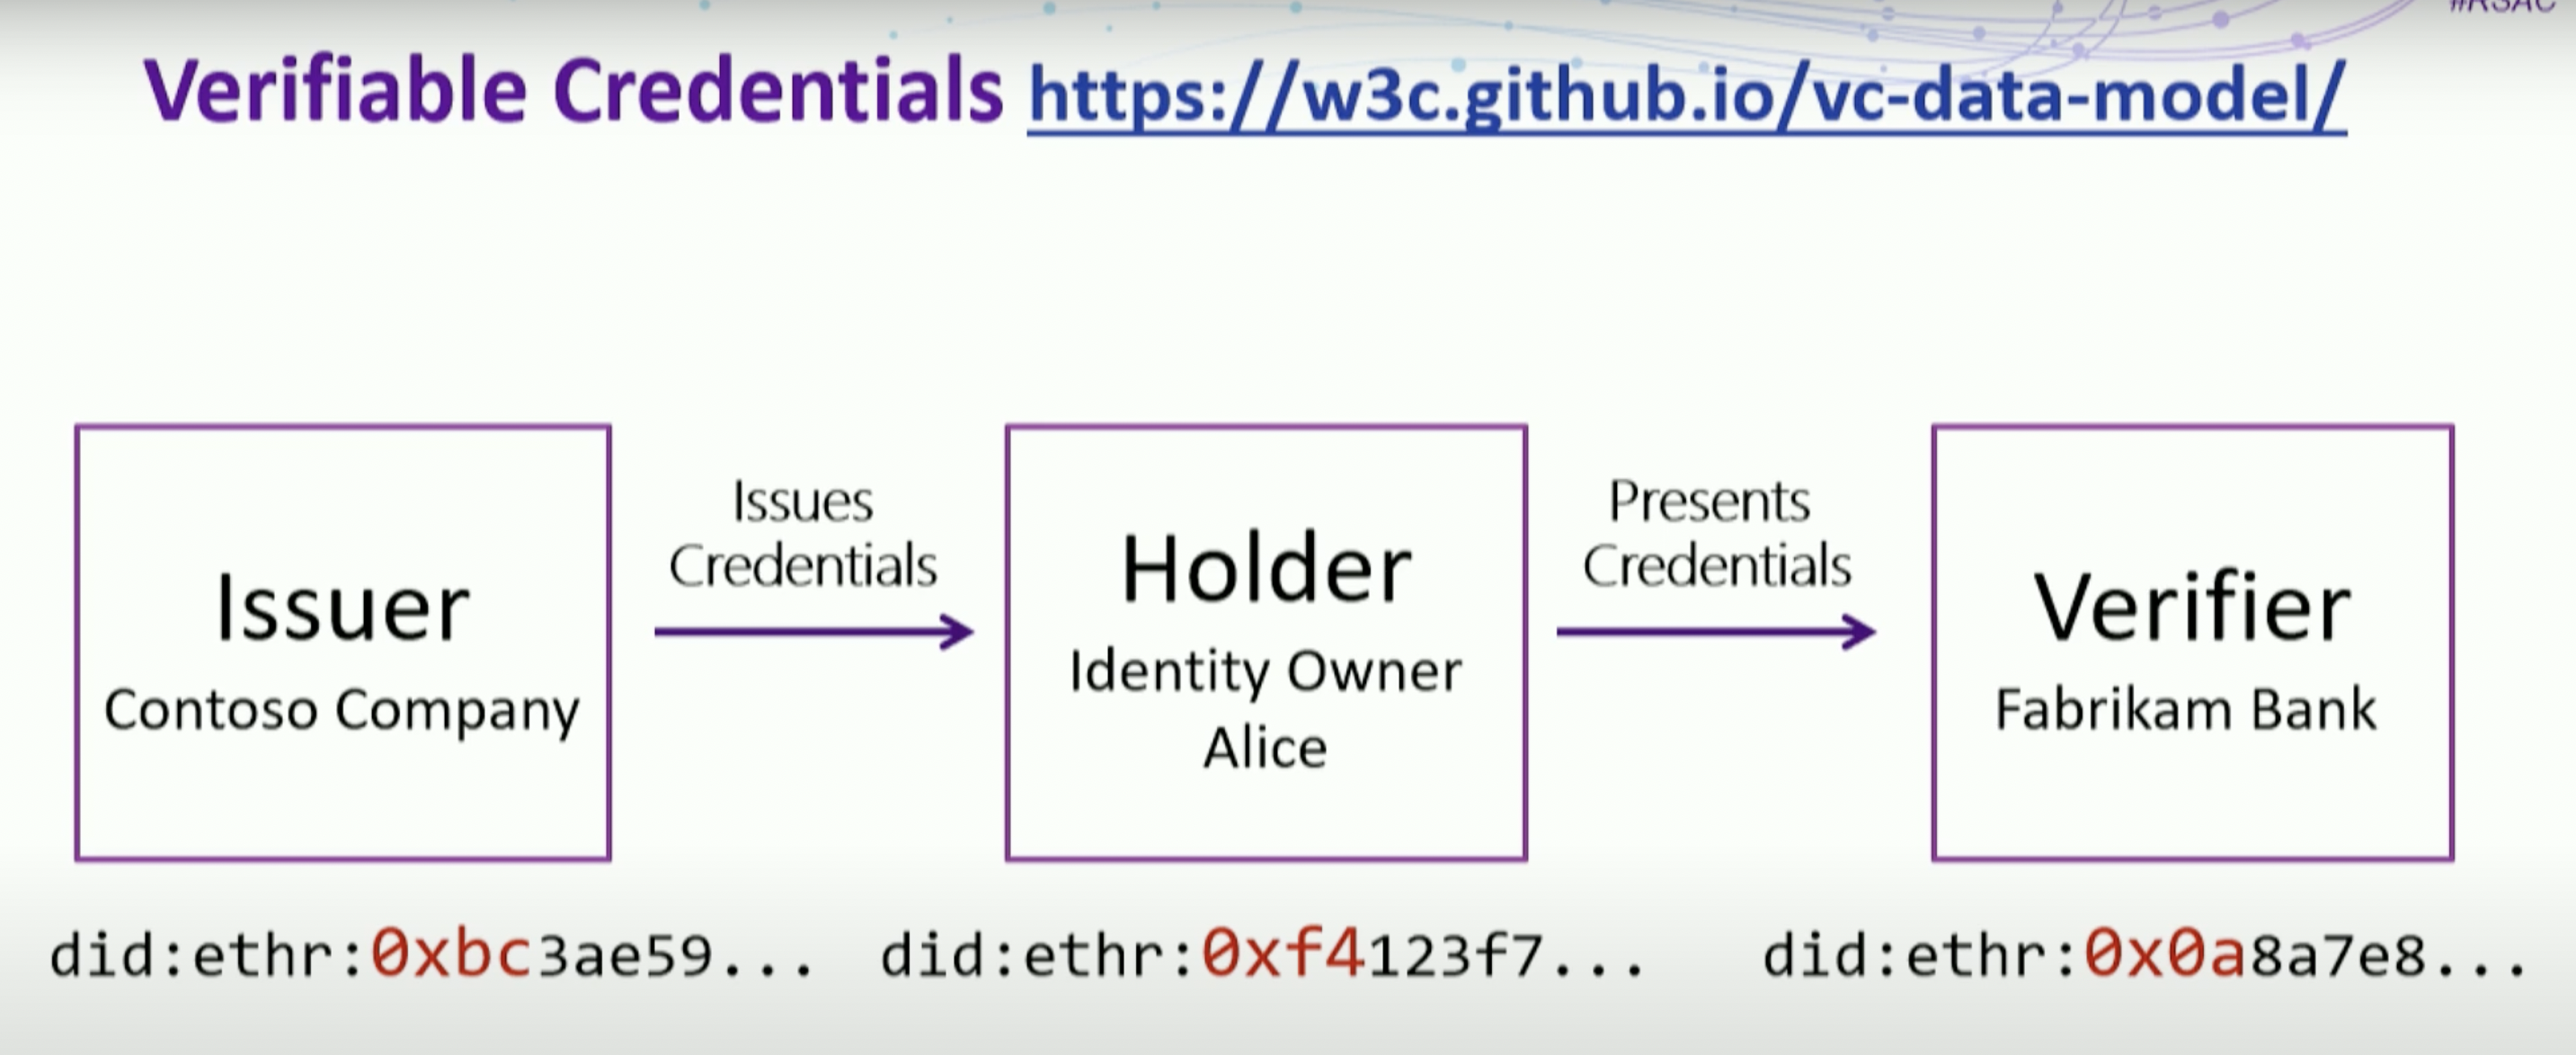 #RSAC
Verifiable Credentials https://w3c.github.io/vc-data-model/
Issuer
Contoso Company
Issues
Credentials
Holder
Identity Owner
Alice
Presents
Credentials
Verifier
Fabrikam Bank
did:ethr:0xbc3ae59...
did:ethr:0xf4123f7...
did:ethr:0x0a8a7e8...